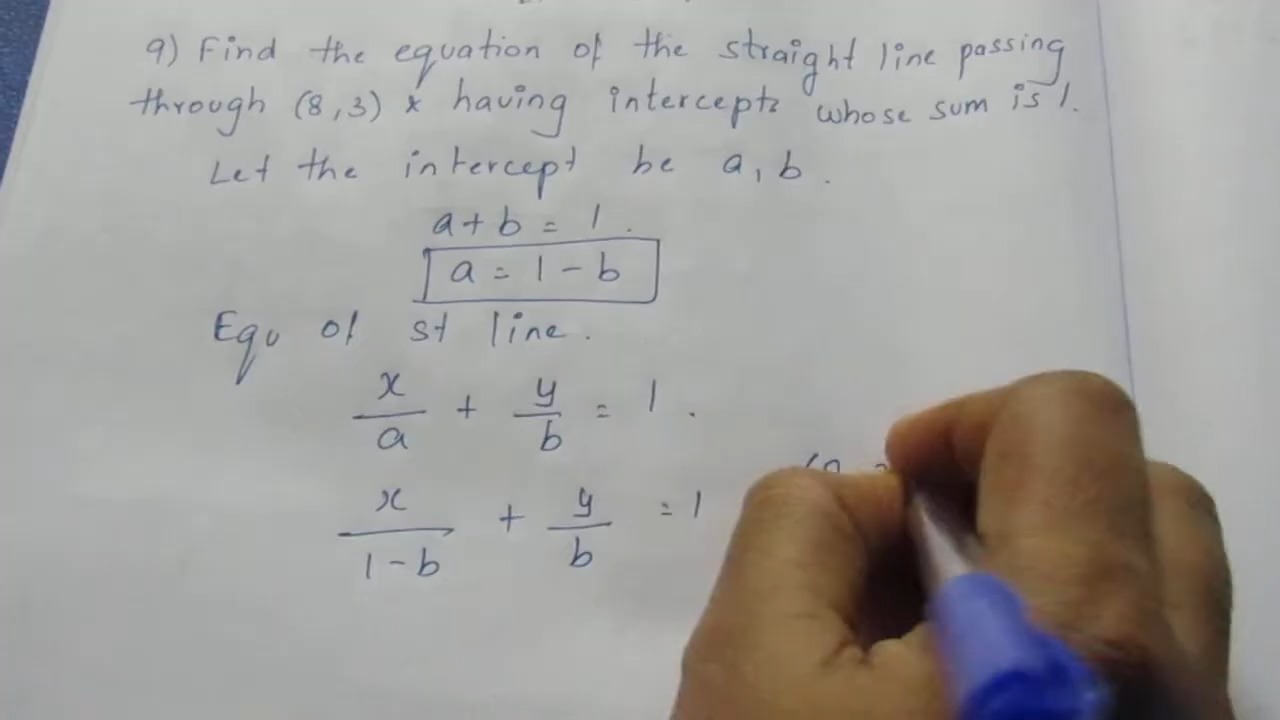 9) Find the equation of the straight line passing
through (8,3) & having intercepts whose sum is 1.
Let the intercept be a, b.
a + b = 1.
a = 1 - b
Equ of st line.
x/a + y/b = 1.
x/(1-b) + y/b = 1